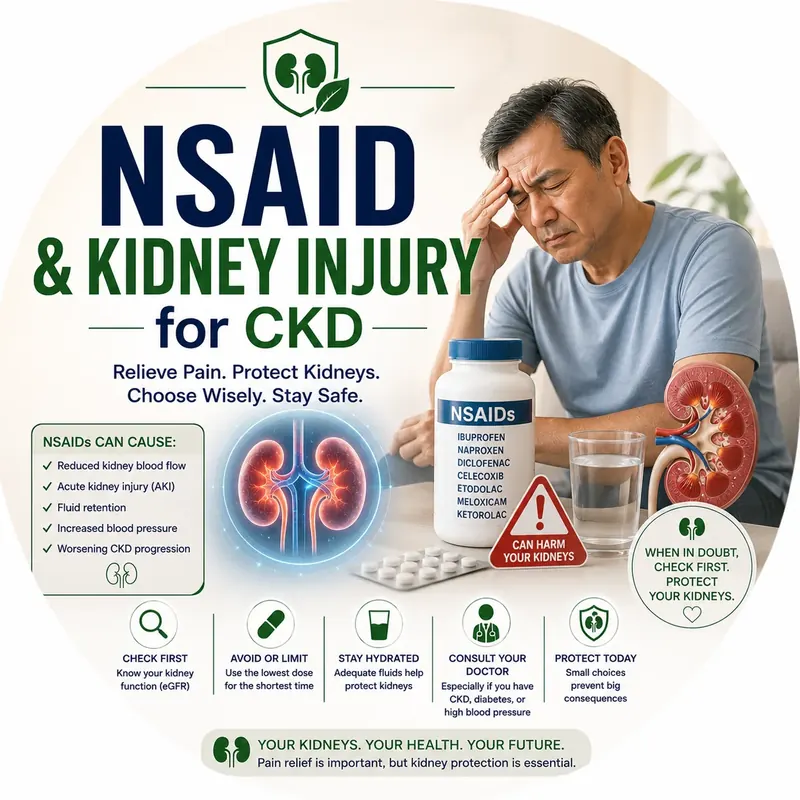 NSAID
& KIDNEY INJURY
for CKD
Relieve Pain. Protect Kidneys.
Choose Wisely. Stay Safe.
NSAIDs CAN CAUSE:
✓ Reduced kidney blood flow
✓ Acute kidney injury (AKI)
✓ Fluid retention
✓ Increased blood pressure
✓ Worsening CKD progression
NSAIDs
IBUPROFEN
NAPROXEN
DICLOFENAC
CELECOXIB
ETODOLAC
MELOXICAM
KETOROLAC
!
CAN HARM
YOUR KIDNEYS
WHEN IN DOUBT,
CHECK FIRST.
PROTECT
YOUR KIDNEYS.
CHECK FIRST
Know your kidney
function (eGFR)
AVOID OR LIMIT
Use the lowest dose
for the shortest time
STAY HYDRATED
Adequate fluids help
protect kidneys
CONSULT YOUR
DOCTOR
Especially if you have
CKD, diabetes, or
high blood pressure
PROTECT TODAY
Small choices
prevent big
consequences
YOUR KIDNEYS. YOUR HEALTH. YOUR FUTURE.
Pain relief is important, but kidney protection is essential.